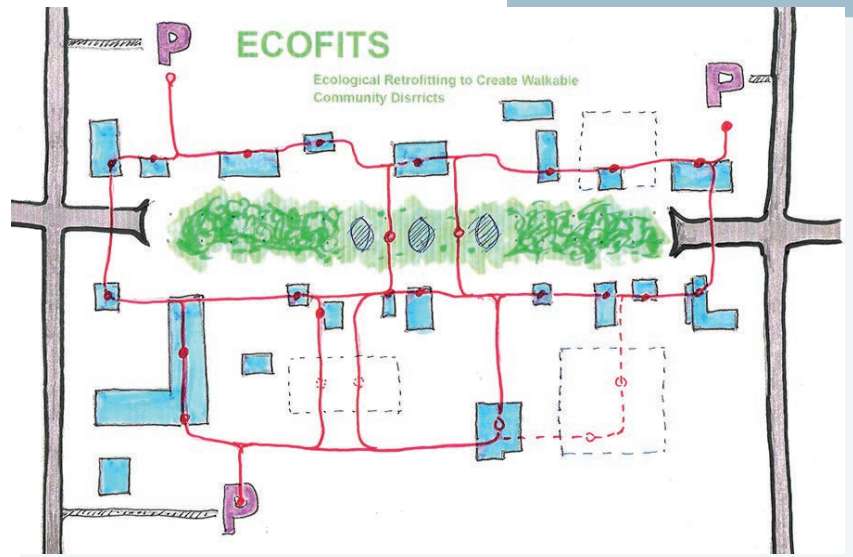 P
ECOFITS
Ecological Retrofitting to Create Walkable
Community Disrricts
P
P